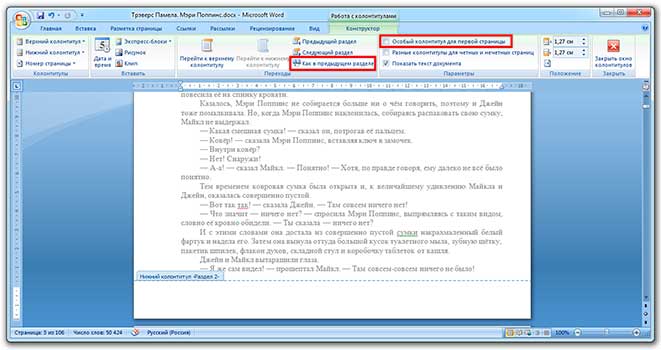 Трэверс Памела. Мэри Поппинс.docx - Microsoft Word
Работа с колонтитулами
Главная Вставка Разметка страницы Ссылки Рассылки Рецензирование Вид Конструктор
Верхний колонтитул
Нижний колонтитул
Номер страницы
Колонтитулы
Дата и время
Экспресс-блоки
Рисунок
Клип
Вставить
Перейти к верхнему колонтитулу
Перейти к нижнему колонтитулу
Предыдущий раздел
Следующий раздел
Как в предыдущем разделе
Переходы
Особый колонтитул для первой страницы
Разные колонтитулы для четных и нечетных страниц
Показать текст документа
Параметры
1,27 см
1,27 см
Закрыть окно колонтитулов
Закрыть
повесила её на спинку кровати.
Казалось, Мэри Поппинс не собирается больше ни о чём говорить, поэтому и Джейн
тоже помалкивала. Но, когда Мэри Поппинс наклонилась, собираясь распаковать свою сумку,
Майкл не выдержал.
— Какая смешная сумка! — сказал он, потрогав её пальцем.
— Ковёр! — сказала Мэри Поппинс, вставляя ключ в замочек.
— Внутри ковёр?
— Нет! Снаружи!
— А-а! — сказал Майкл. — Понятно! — Хотя, по правде говоря, ему далеко не всё было
понятно.
Тем временем ковровая сумка была открыта и, к величайшему удивлению Майкла и
Джейн, оказалась совершенно пустой.
— Вот так так! — сказала Джейн. — Там совсем ничего нет!
— Что значит — ничего нет? — спросила Мэри Поппинс, выпрямляясь с таким видом,
словно её кровно обидели. — Ты сказала — ничего нет?
И с этими словами она достала из совершенно пустой сумки накрахмаленный белый
фартук и надела его. Затем она вынула оттуда большой кусок туалетного мыла, зубную щётку,
пакетик шпилек, флакон духов, складной стул и коробочку таблеток от кашля.
Джейн и Майкл вытаращили глаза.
— Я же сам видел! — прошептал Майкл. — Там совсем-совсем ничего не было!
Нижний колонтитул -Раздел 2-
Страница: 5 из 106 Число слов: 50 424 Русский (Россия) 100%